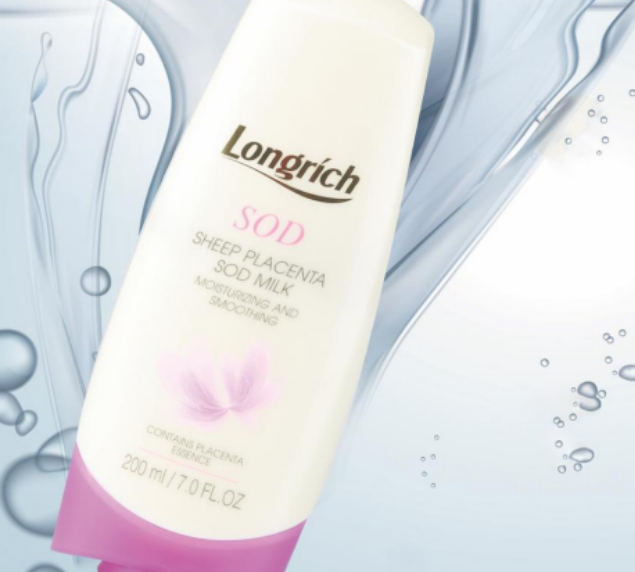 Longrich
SOD
SHEEP PLACENTA
SOD MILK
MOISTURIZING AND
SMOOTHING
CONTAINS PLACENTA
ESSENCE
200 ml / 7.0 FL.OZ